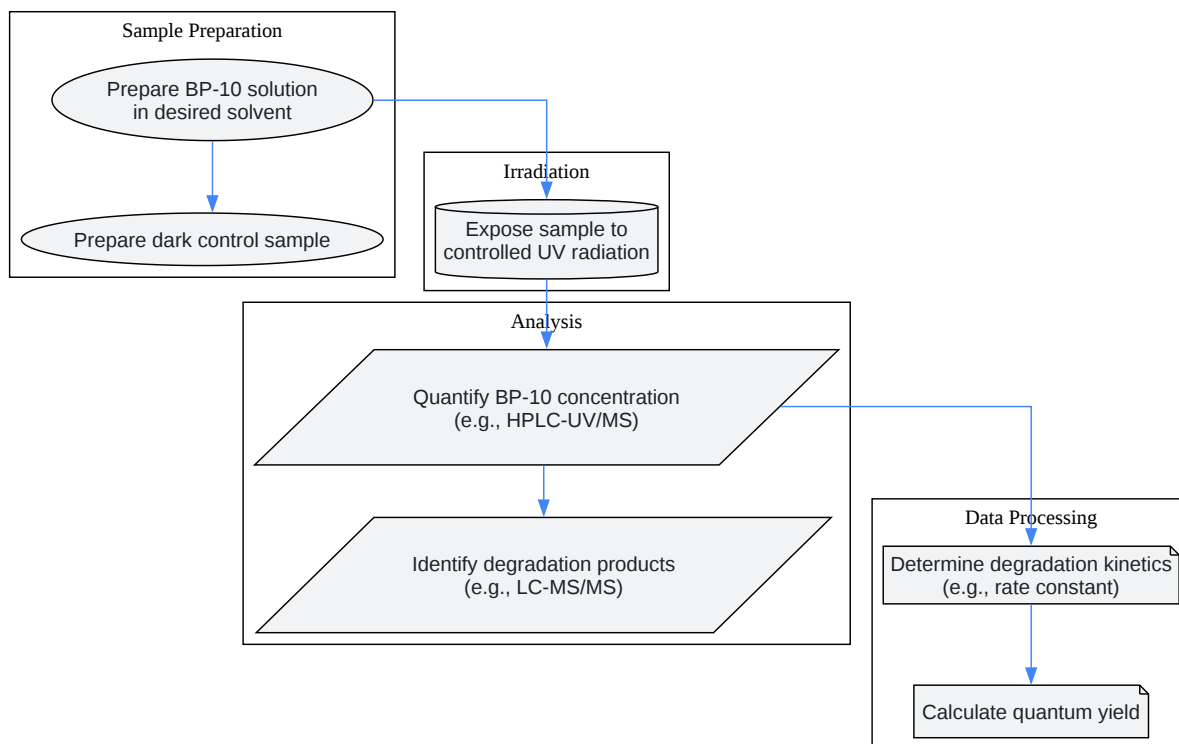 Sample Preparation
Prepare BP-10 solution
in desired solvent
Prepare dark control sample
Irradiation
Expose sample to
controlled UV radiation
Analysis
Quantify BP-10 concentration
(e.g., HPLC-UV/MS)
Identify degradation products
(e.g., LC-MS/MS)
Data Processing
Determine degradation kinetics
(e.g., rate constant)
Calculate quantum yield